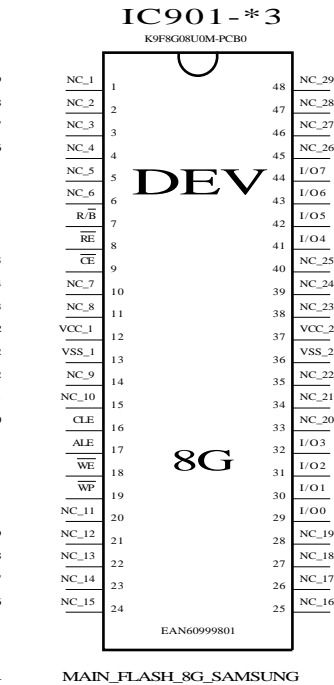 IC901-*3
K9F8G08U0M-PCB0
NC_1 1 48 NC_29
NC_2 2 47 NC_28
NC_3 3 46 NC_27
NC_4 4 45 NC_26
NC_5 5 44 I/O7
NC_6 6 43 I/O6
R/B̅ 7 42 I/O5
R̅E̅ 8 41 I/O4
C̅E̅ 9 40 NC_25
NC_7 10 39 NC_24
NC_8 11 38 NC_23
VCC_1 12 37 VCC_2
VSS_1 13 36 VSS_2
NC_9 14 35 NC_22
NC_10 15 34 NC_21
CLE 16 33 NC_20
ALE 17 32 I/O3
W̅E̅ 18 31 I/O2
W̅P̅ 19 30 I/O1
NC_11 20 29 I/O0
NC_12 21 28 NC_19
NC_13 22 27 NC_18
NC_14 23 26 NC_17
NC_15 24 25 NC_16
DEV
8G
EAN60999801
MAIN_FLASH_8G_SAMSUNG